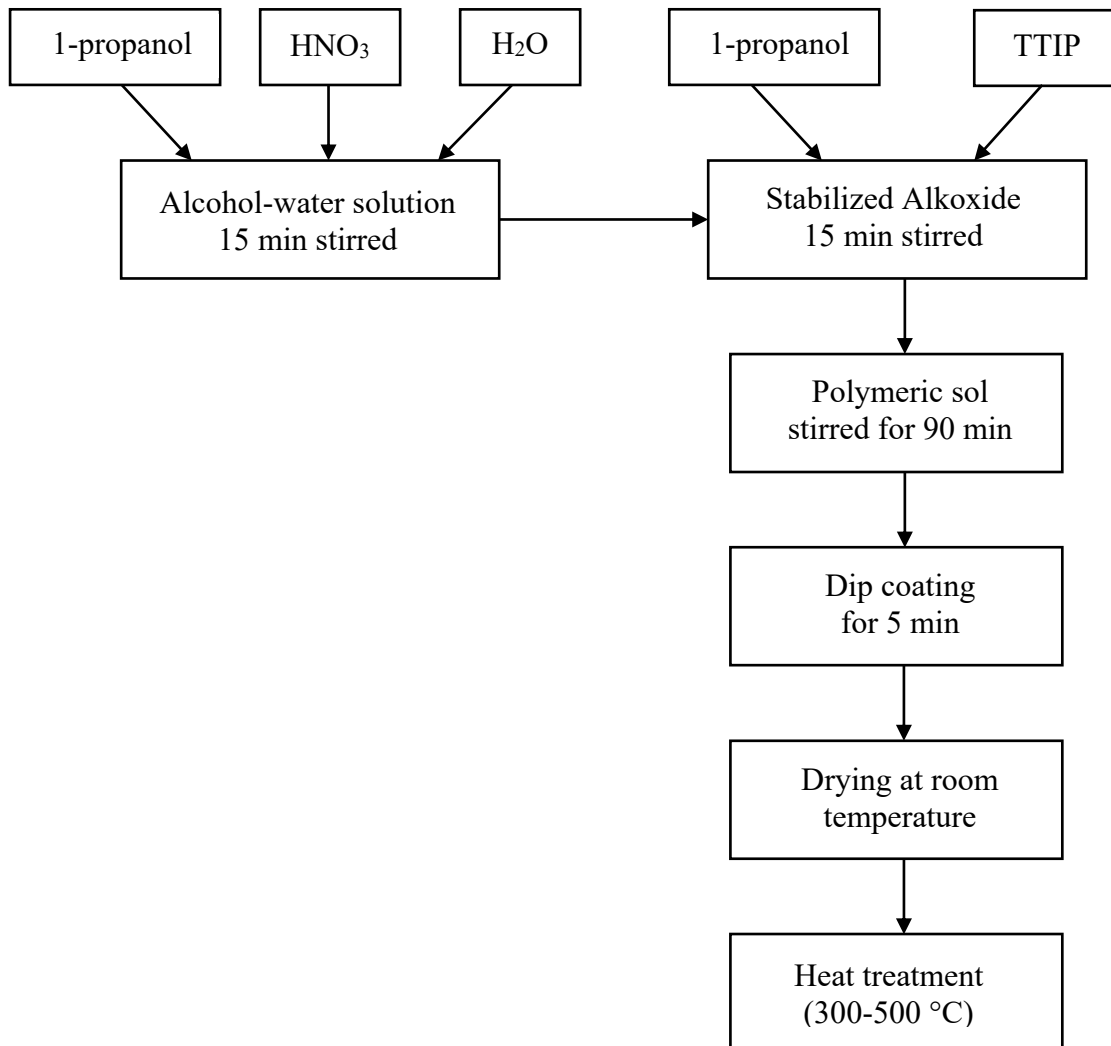 1-propanol
HNO₃
H₂O
1-propanol
TTIP
Alcohol-water solution
15 min stirred
Stabilized Alkoxide
15 min stirred
Polymeric sol
stirred for 90 min
Dip coating
for 5 min
Drying at room
temperature
Heat treatment
(300-500 °C)